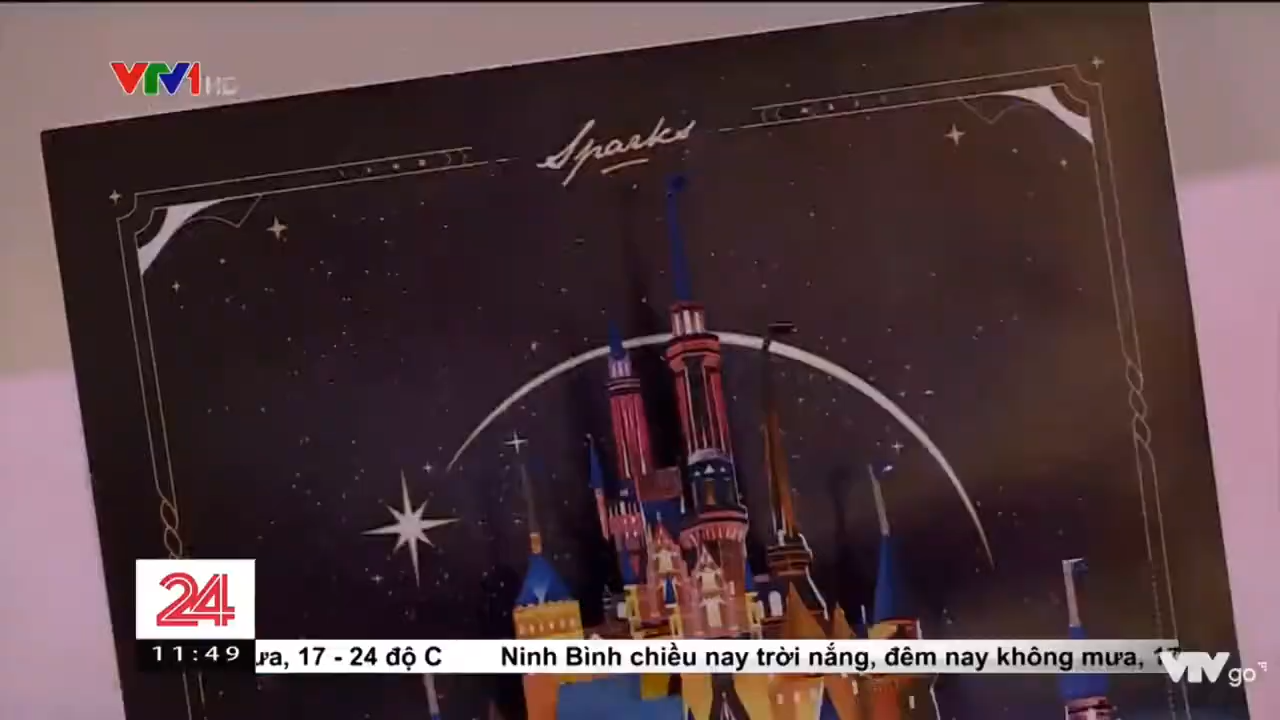 VTV1 HD
Sparks
24
11:49
ưa, 17 - 24 độ C Ninh Bình chiều nay trời nắng, đêm nay không mưa, 17
VTV go